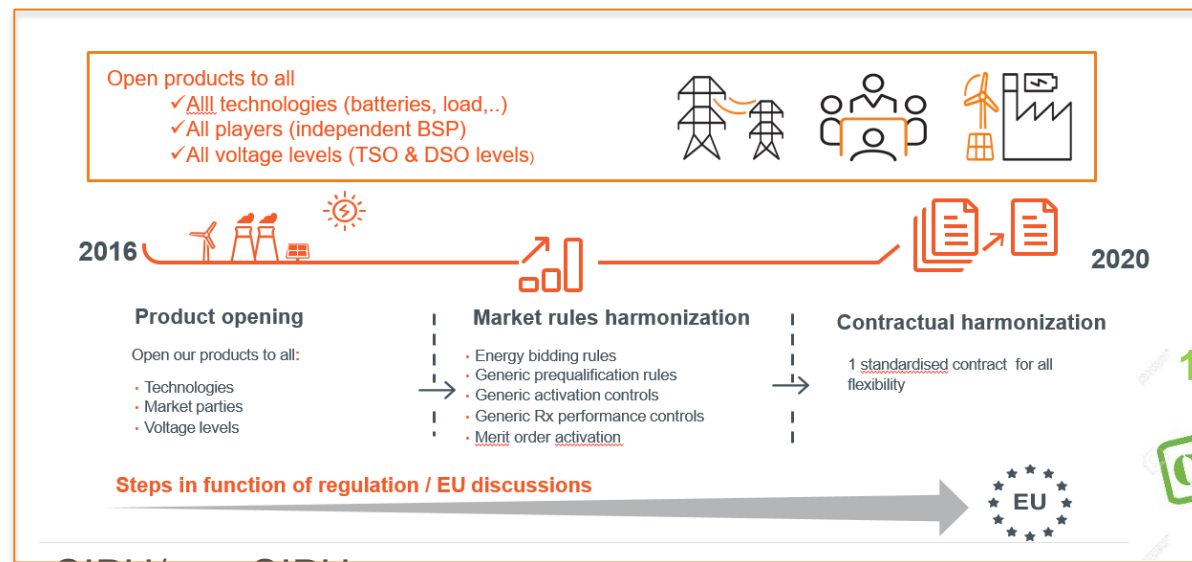 Open products to all
✓Alll technologies (batteries, load,..)
✓All players (independent BSP)
✓All voltage levels (TSO & DSO levels)
2016
2020
Product opening
Open our products to all:
· Technologies
· Market parties
· Voltage levels
Market rules harmonization
· Energy bidding rules
· Generic prequalification rules
· Generic activation controls
· Generic Rx performance controls
· Merit order activation
Contractual harmonization
1 standardised contract for all
flexibility
1
Steps in function of regulation / EU discussions
EU